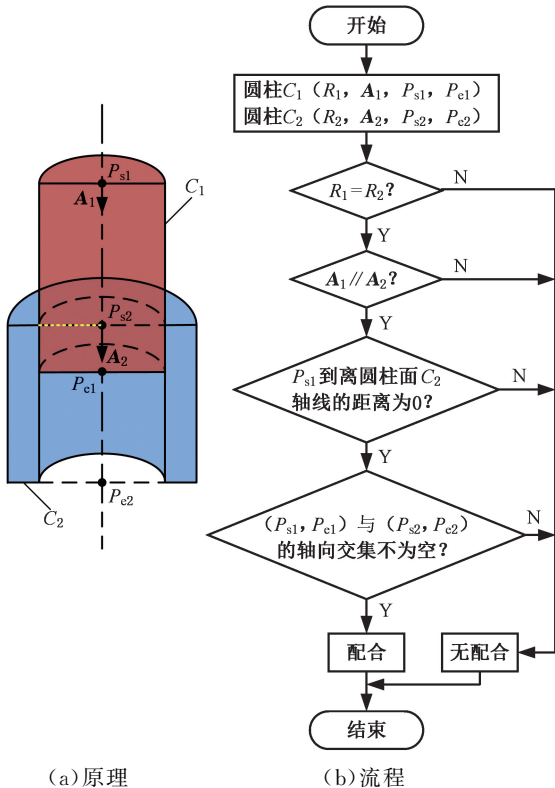 P_s1
A_1
C_1
P_s2
A_2
P_e1
C_2
P_e2
(a)原理
开始
圆柱C_1(R_1, A_1, P_s1, P_e1)
圆柱C_2(R_2, A_2, P_s2, P_e2)
R_1=R_2?
N
Y
A_1//A_2?
N
Y
P_s1到离圆柱面C_2
轴线的距离为0?
N
Y
(P_s1,P_e1)与(P_s2,P_e2)
的轴向交集不为空?
N
Y
配合
无配合
结束
(b)流程